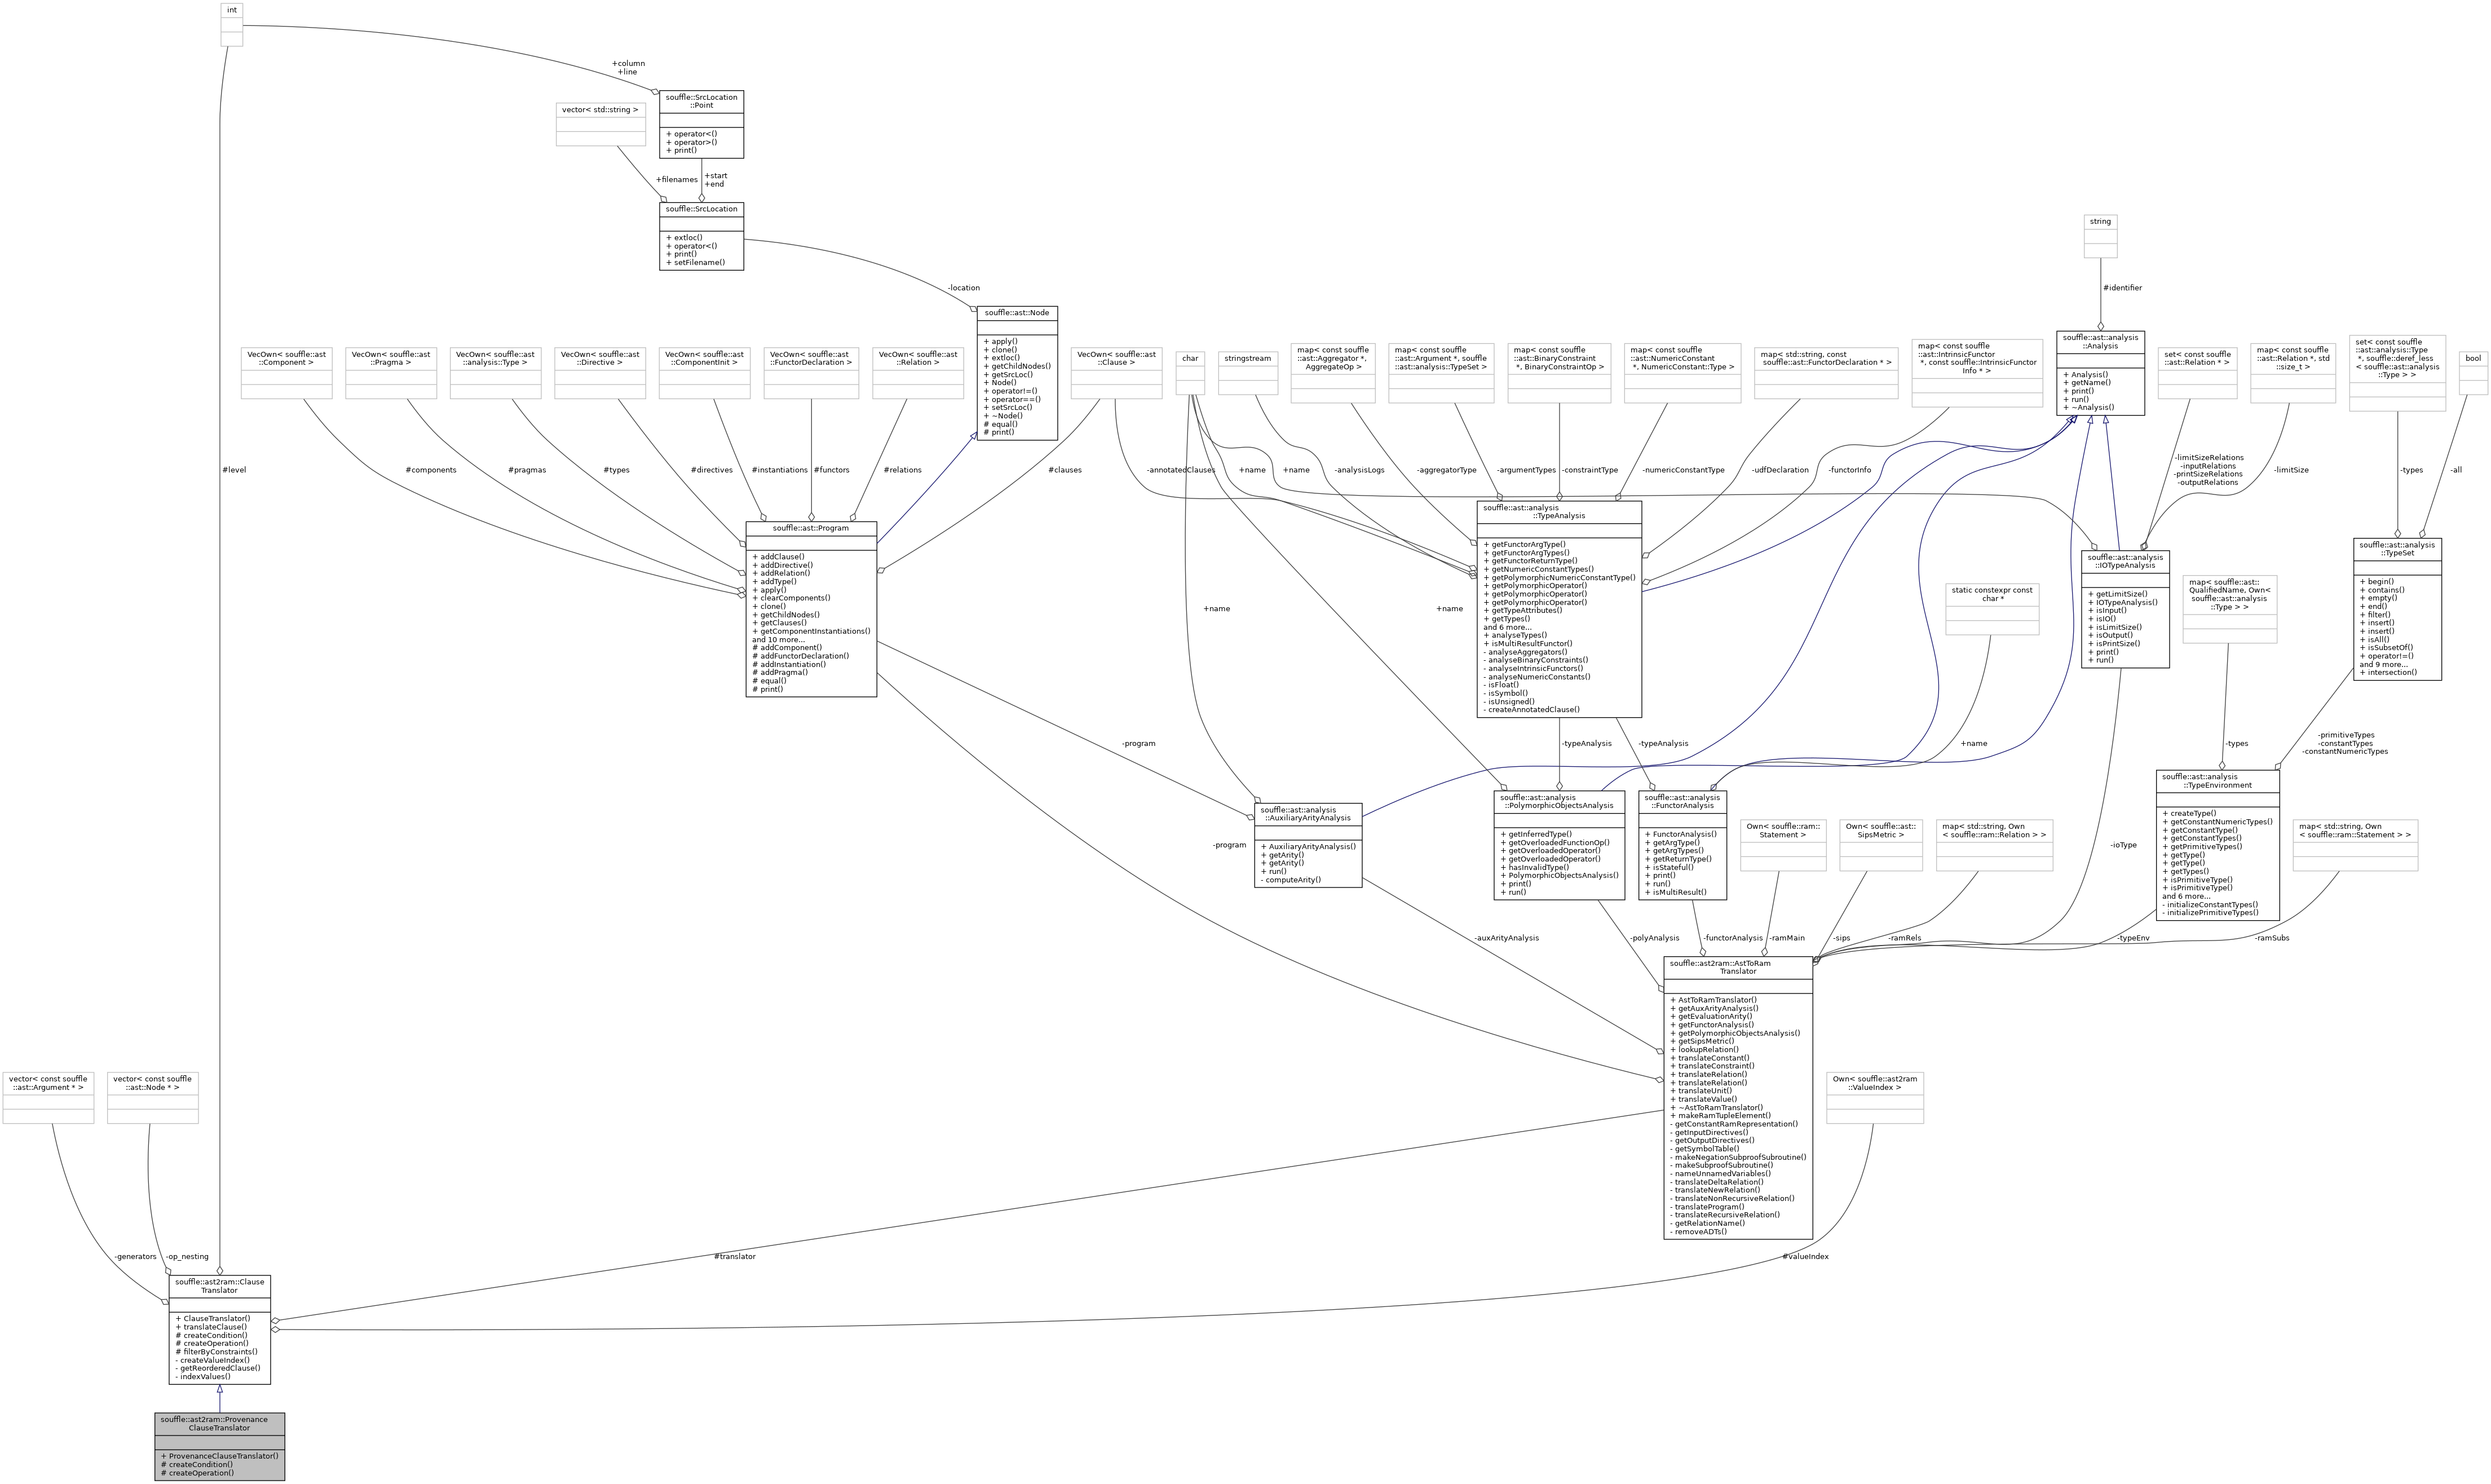 int
+column
+line
souffle::SrcLocation
::Point
+ operator<()
+ operator>()
+ print()
vector< std::string >
+filenames
+start
+end
souffle::SrcLocation
+ extloc()
+ operator<()
+ print()
+ setFilename()
-location
string
#identifier
souffle::ast::Node
+ apply()
+ clone()
+ extloc()
+ getChildNodes()
+ getSrcLoc()
+ Node()
+ operator!=()
+ operator==()
+ setSrcLoc()
+ ~Node()
# equal()
# print()
VecOwn< souffle::ast
::Component >
VecOwn< souffle::ast
::Pragma >
VecOwn< souffle::ast
::analysis::Type >
VecOwn< souffle::ast
::Directive >
VecOwn< souffle::ast
::ComponentInit >
VecOwn< souffle::ast
::FunctorDeclaration >
VecOwn< souffle::ast
::Relation >
VecOwn< souffle::ast
::Clause >
char
stringstream
map< const souffle
::ast::Aggregator *,
AggregateOp >
map< const souffle
::ast::Argument *, souffle
::ast::analysis::TypeSet >
map< const souffle
::ast::BinaryConstraint
*, BinaryConstraintOp >
map< const souffle
::ast::NumericConstant
*, NumericConstant::Type >
map< std::string, const
souffle::ast::FunctorDeclaration * >
map< const souffle
::ast::IntrinsicFunctor
*, const souffle::IntrinsicFunctor
Info * >
souffle::ast::analysis
::Analysis
+ Analysis()
+ getName()
+ print()
+ run()
+ ~Analysis()
set< const souffle
::ast::Relation * >
map< const souffle
::ast::Relation *, std
::size_t >
set< const souffle
::ast::analysis::Type
*, souffle::deref_less
< souffle::ast::analysis
::Type > >
bool
#level
#components
#pragmas
#types
#directives
#instantiations
#functors
#relations
#clauses
-annotatedClauses
+name
+name
-analysisLogs
-aggregatorType
-argumentTypes
-constraintType
-numericConstantType
-udfDeclaration
-functorInfo
-limitSizeRelations
-inputRelations
-printSizeRelations
-outputRelations
-limitSize
-types
-all
souffle::ast::Program
+ addClause()
+ addDirective()
+ addRelation()
+ addType()
+ apply()
+ clearComponents()
+ clone()
+ getChildNodes()
+ getClauses()
+ getComponentInstantiations()
and 10 more...
# addComponent()
# addFunctorDeclaration()
# addInstantiation()
# addPragma()
# equal()
# print()
souffle::ast::analysis
::TypeAnalysis
+ getFunctorArgType()
+ getFunctorArgTypes()
+ getFunctorReturnType()
+ getNumericConstantTypes()
+ getPolymorphicNumericConstantType()
+ getPolymorphicOperator()
+ getPolymorphicOperator()
+ getPolymorphicOperator()
+ getTypeAttributes()
+ getTypes()
and 6 more...
+ analyseTypes()
+ isMultiResultFunctor()
- analyseAggregators()
- analyseBinaryConstraints()
- analyseIntrinsicFunctors()
- analyseNumericConstants()
- isFloat()
- isSymbol()
- isUnsigned()
- createAnnotatedClause()
souffle::ast::analysis
::IOTypeAnalysis
+ getLimitSize()
+ IOTypeAnalysis()
+ isInput()
+ isIO()
+ isLimitSize()
+ isOutput()
+ isPrintSize()
+ print()
+ run()
souffle::ast::analysis
::TypeSet
+ begin()
+ contains()
+ empty()
+ end()
+ filter()
+ insert()
+ insert()
+ isAll()
+ isSubsetOf()
+ operator!=()
and 9 more...
+ intersection()
static constexpr const
char *
map< souffle::ast::
QualifiedName, Own<
souffle::ast::analysis
::Type > >
+name
+name
-program
-typeAnalysis
-typeAnalysis
+name
-types
-primitiveTypes
-constantTypes
-constantNumericTypes
souffle::ast::analysis
::AuxiliaryArityAnalysis
+ AuxiliaryArityAnalysis()
+ getArity()
+ getArity()
+ run()
- computeArity()
souffle::ast::analysis
::PolymorphicObjectsAnalysis
+ getInferredType()
+ getOverloadedFunctionOp()
+ getOverloadedOperator()
+ getOverloadedOperator()
+ hasInvalidType()
+ PolymorphicObjectsAnalysis()
+ print()
+ run()
souffle::ast::analysis
::FunctorAnalysis
+ FunctorAnalysis()
+ getArgType()
+ getArgTypes()
+ getReturnType()
+ isStateful()
+ print()
+ run()
+ isMultiResult()
Own< souffle::ram::
Statement >
Own< souffle::ast::
SipsMetric >
map< std::string, Own
< souffle::ram::Relation > >
souffle::ast::analysis
::TypeEnvironment
+ createType()
+ getConstantNumericTypes()
+ getConstantType()
+ getConstantTypes()
+ getPrimitiveTypes()
+ getType()
+ getType()
+ getTypes()
+ isPrimitiveType()
+ isPrimitiveType()
and 6 more...
- initializeConstantTypes()
- initializePrimitiveTypes()
map< std::string, Own
< souffle::ram::Statement > >
-program
-ioType
-auxArityAnalysis
-polyAnalysis
-functorAnalysis
-ramMain
-sips
-ramRels
-typeEnv
-ramSubs
souffle::ast2ram::AstToRam
Translator
+ AstToRamTranslator()
+ getAuxArityAnalysis()
+ getEvaluationArity()
+ getFunctorAnalysis()
+ getPolymorphicObjectsAnalysis()
+ getSipsMetric()
+ lookupRelation()
+ translateConstant()
+ translateConstraint()
+ translateRelation()
+ translateRelation()
+ translateUnit()
+ translateValue()
+ ~AstToRamTranslator()
+ makeRamTupleElement()
- getConstantRamRepresentation()
- getInputDirectives()
- getOutputDirectives()
- getSymbolTable()
- makeNegationSubproofSubroutine()
- makeSubproofSubroutine()
- nameUnnamedVariables()
- translateDeltaRelation()
- translateNewRelation()
- translateNonRecursiveRelation()
- translateProgram()
- translateRecursiveRelation()
- getRelationName()
- removeADTs()
vector< const souffle
::ast::Argument * >
vector< const souffle
::ast::Node * >
Own< souffle::ast2ram
::ValueIndex >
-generators
-op_nesting
#translator
#valueIndex
souffle::ast2ram::Clause
Translator
+ ClauseTranslator()
+ translateClause()
# createCondition()
# createOperation()
# filterByConstraints()
- createValueIndex()
- getReorderedClause()
- indexValues()
souffle::ast2ram::Provenance
ClauseTranslator
+ ProvenanceClauseTranslator()
# createCondition()
# createOperation()